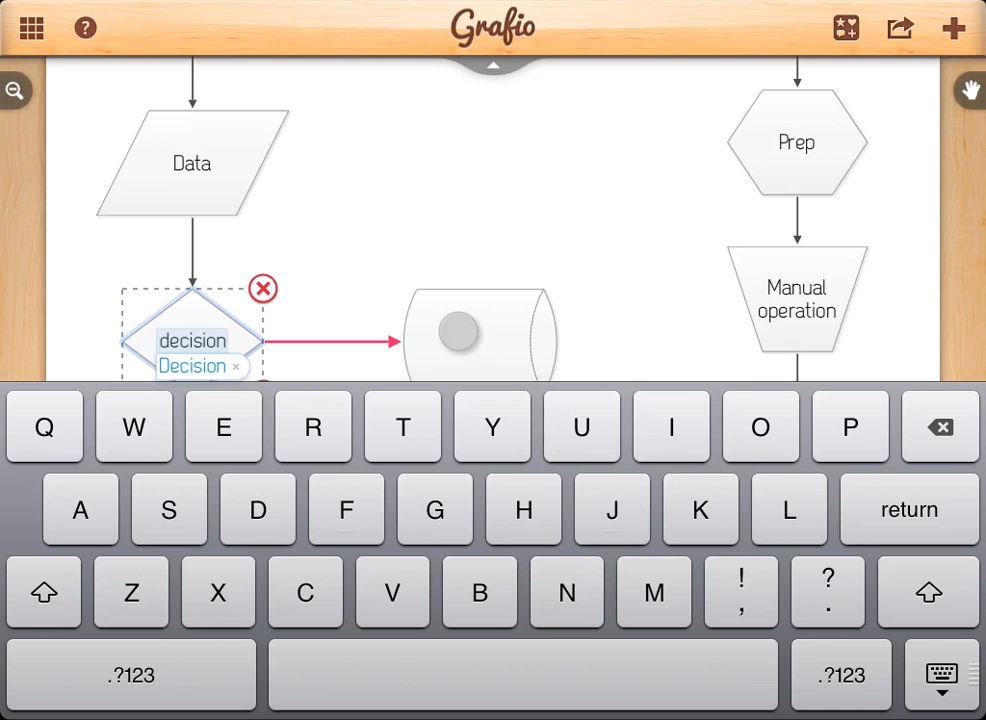 Grafio
?
Data
Prep
Manual
operation
decision
Decision ×
Q W E R T Y U I O P
A S D F G H J K L return
Z X C V B N M ! , ? .
.?123 .?123